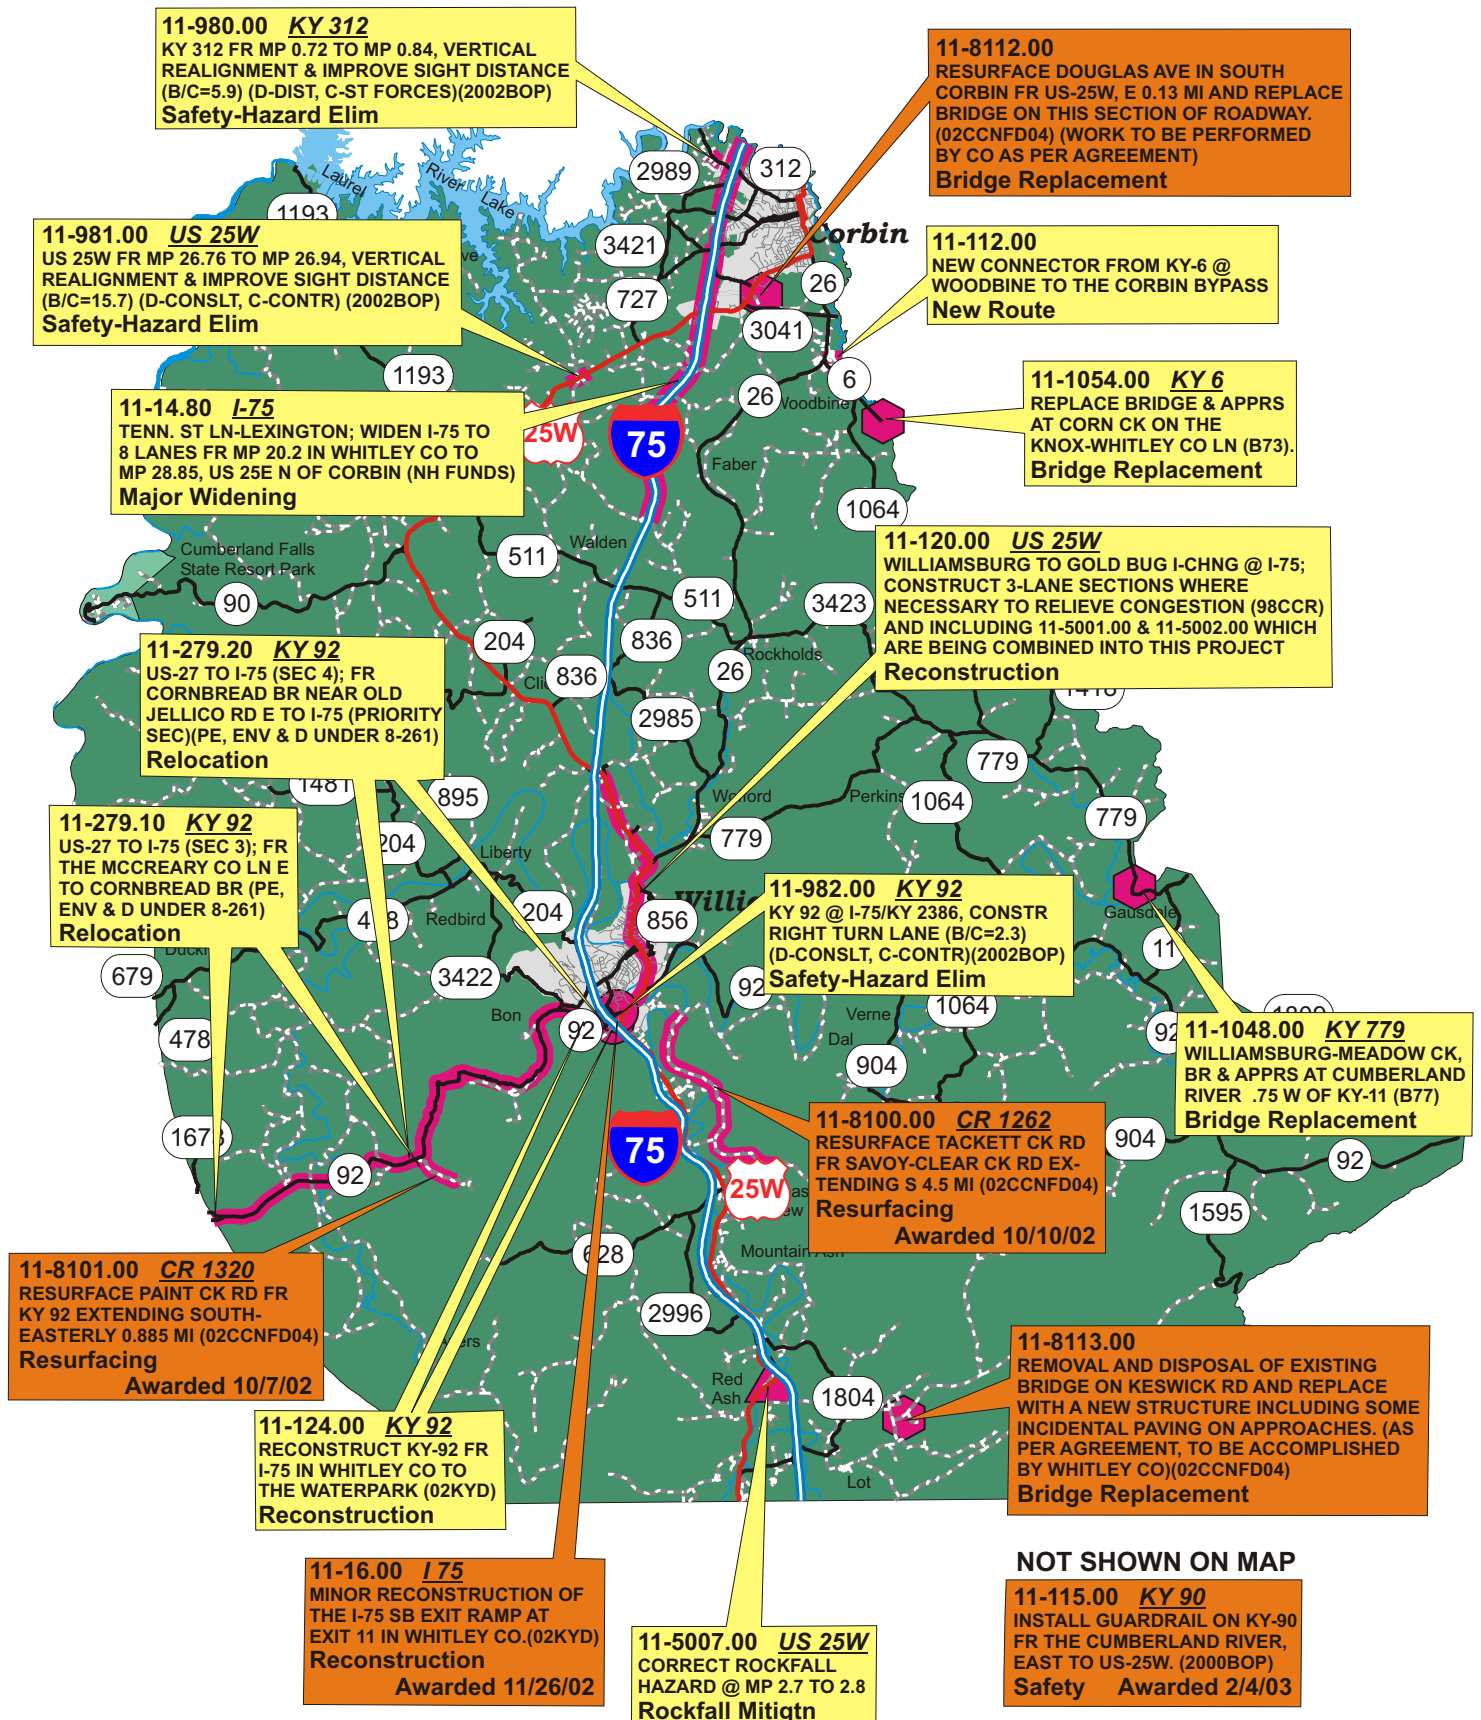 11-980.00 KY 312
KY 312 FR MP 0.72 TO MP 0.84, VERTICAL
REALIGNMENT & IMPROVE SIGHT DISTANCE
(B/C=5.9) (D-DIST, C-ST FORCES)(2002BOP)
Safety-Hazard Elim
11-8112.00
RESURFACE DOUGLAS AVE IN SOUTH
CORBIN FR US-25W, E 0.13 MI AND REPLACE
BRIDGE ON THIS SECTION OF ROADWAY.
(02CCNFD04) (WORK TO BE PERFORMED
BY CO AS PER AGREEMENT)
Bridge Replacement
2989
312
Laurel
River
Lake
1193
11-981.00 US 25W
US 25W FR MP 26.76 TO MP 26.94, VERTICAL
REALIGNMENT & IMPROVE SIGHT DISTANCE
(B/C=15.7) (D-CONSLT, C-CONTR) (2002BOP)
Safety-Hazard Elim
3421
Corbin
727
26
3041
11-112.00
NEW CONNECTOR FROM KY-6 @
WOODBINE TO THE CORBIN BYPASS
New Route
1193
6
26
Woodbine
11-1054.00 KY 6
REPLACE BRIDGE & APPRS
AT CORN CK ON THE
KNOX-WHITLEY CO LN (B73).
Bridge Replacement
11-14.80 I-75
TENN. ST LN-LEXINGTON; WIDEN I-75 TO
8 LANES FR MP 20.2 IN WHITLEY CO TO
MP 28.85, US 25E N OF CORBIN (NH FUNDS)
Major Widening
25W
75
Faber
1064
Cumberland Falls
State Resort Park
90
511
Walden
511
3423
11-120.00 US 25W
WILLIAMSBURG TO GOLD BUG I-CHNG @ I-75;
CONSTRUCT 3-LANE SECTIONS WHERE
NECESSARY TO RELIEVE CONGESTION (98CCR)
AND INCLUDING 11-5001.00 & 11-5002.00 WHICH
ARE BEING COMBINED INTO THIS PROJECT
Reconstruction
204
836
836
Rockholds
26
2985
1418
11-279.20 KY 92
US-27 TO I-75 (SEC 4); FR
CORNBREAD BR NEAR OLD
JELLICO RD E TO I-75 (PRIORITY
SEC)(PE, ENV & D UNDER 8-261)
Relocation
1481
895
204
Liberty
Wofford
779
Perkins
1064
779
779
11-279.10 KY 92
US-27 TO I-75 (SEC 3); FR
THE MCCREARY CO LN E
TO CORNBREAD BR (PE,
ENV & D UNDER 8-261)
Relocation
478
Redbird
204
856
679
3422
Bon
92
11-982.00 KY 92
KY 92 @ I-75/KY 2386, CONSTR
RIGHT TURN LANE (B/C=2.3)
(D-CONSLT, C-CONTR)(2002BOP)
Safety-Hazard Elim
Gausdale
11
92
1064
Verne
Dal
904
92
11-1048.00 KY 779
WILLIAMSBURG-MEADOW CK,
BR & APPRS AT CUMBERLAND
RIVER .75 W OF KY-11 (B77)
Bridge Replacement
478
1673
92
75
25W
11-8100.00 CR 1262
RESURFACE TACKETT CK RD
FR SAVOY-CLEAR CK RD EX-
TENDING S 4.5 MI (02CCNFD04)
Resurfacing
Awarded 10/10/02
904
92
1595
628
Mountain Ash
2996
11-8101.00 CR 1320
RESURFACE PAINT CK RD FR
KY 92 EXTENDING SOUTH-
EASTERLY 0.885 MI (02CCNFD04)
Resurfacing
Awarded 10/7/02
Red
Ash
1804
Lot
11-8113.00
REMOVAL AND DISPOSAL OF EXISTING
BRIDGE ON KESWICK RD AND REPLACE
WITH A NEW STRUCTURE INCLUDING SOME
INCIDENTAL PAVING ON APPROACHES. (AS
PER AGREEMENT, TO BE ACCOMPLISHED
BY WHITLEY CO)(02CCNFD04)
Bridge Replacement
11-124.00 KY 92
RECONSTRUCT KY-92 FR
I-75 IN WHITLEY CO TO
THE WATERPARK (02KYD)
Reconstruction
11-16.00 I 75
MINOR RECONSTRUCTION OF
THE I-75 SB EXIT RAMP AT
EXIT 11 IN WHITLEY CO.(02KYD)
Reconstruction
Awarded 11/26/02
11-5007.00 US 25W
CORRECT ROCKFALL
HAZARD @ MP 2.7 TO 2.8
Rockfall Mitigtn
NOT SHOWN ON MAP
11-115.00 KY 90
INSTALL GUARDRAIL ON KY-90
FR THE CUMBERLAND RIVER,
EAST TO US-25W. (2000BOP)
Safety Awarded 2/4/03